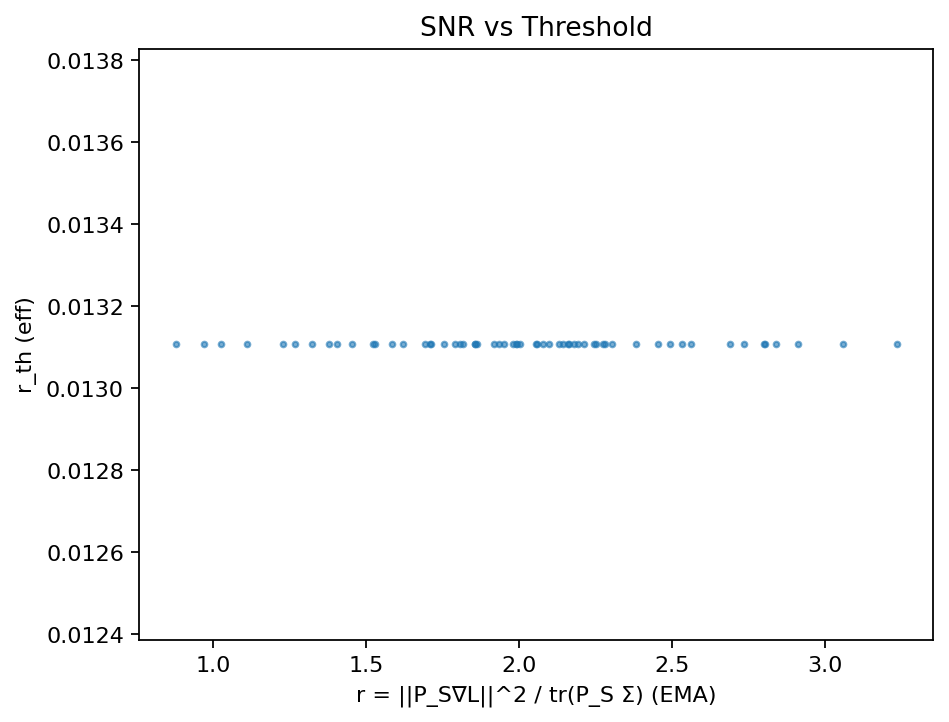 SNR vs Threshold
0.0138
0.0136
0.0134
0.0132
0.0130
0.0128
0.0126
0.0124
r_th (eff)
1.0 1.5 2.0 2.5 3.0
r = ||P_S∇L||^2 / tr(P_S Σ) (EMA)